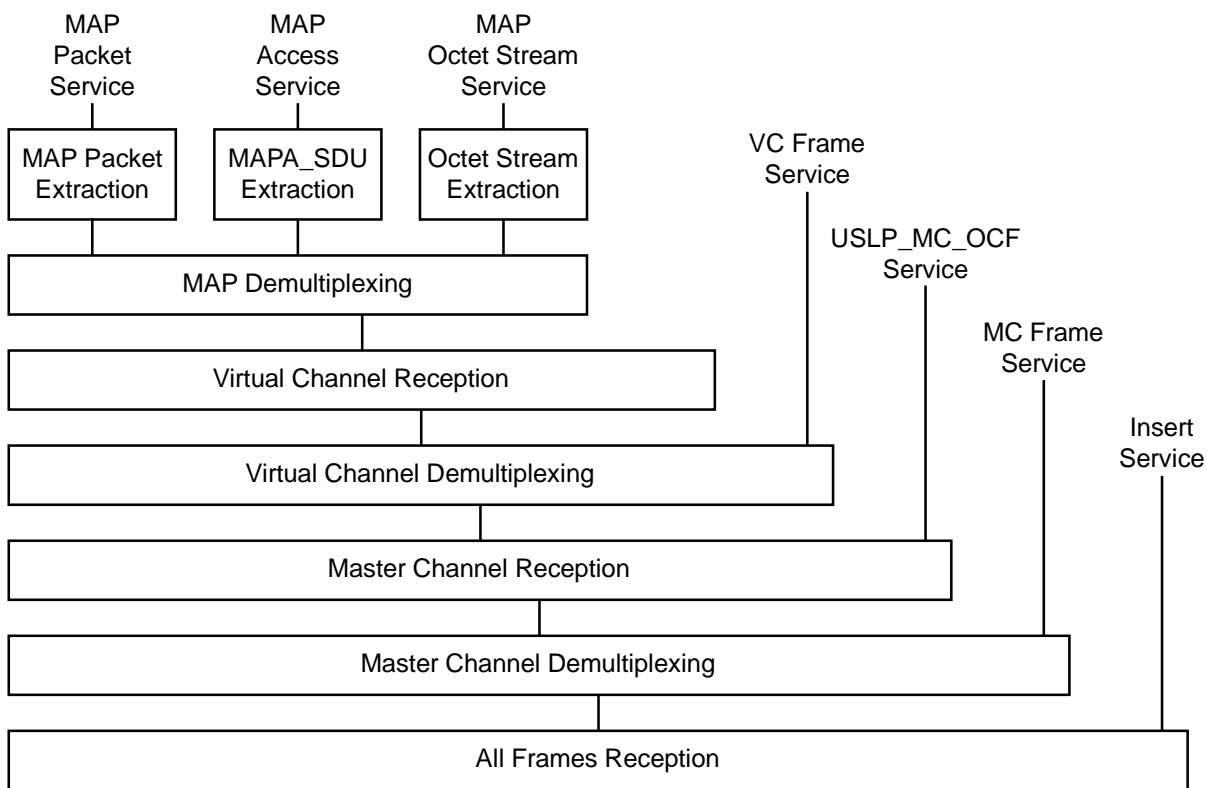 MAP
Packet
Service
MAP
Access
Service
MAP
Octet Stream
Service
MAP Packet
Extraction
MAPA_SDU
Extraction
Octet Stream
Extraction
VC Frame
Service
USLP_MC_OCF
Service
MAP Demultiplexing
MC Frame
Service
Virtual Channel Reception
Insert
Service
Virtual Channel Demultiplexing
Master Channel Reception
Master Channel Demultiplexing
All Frames Reception